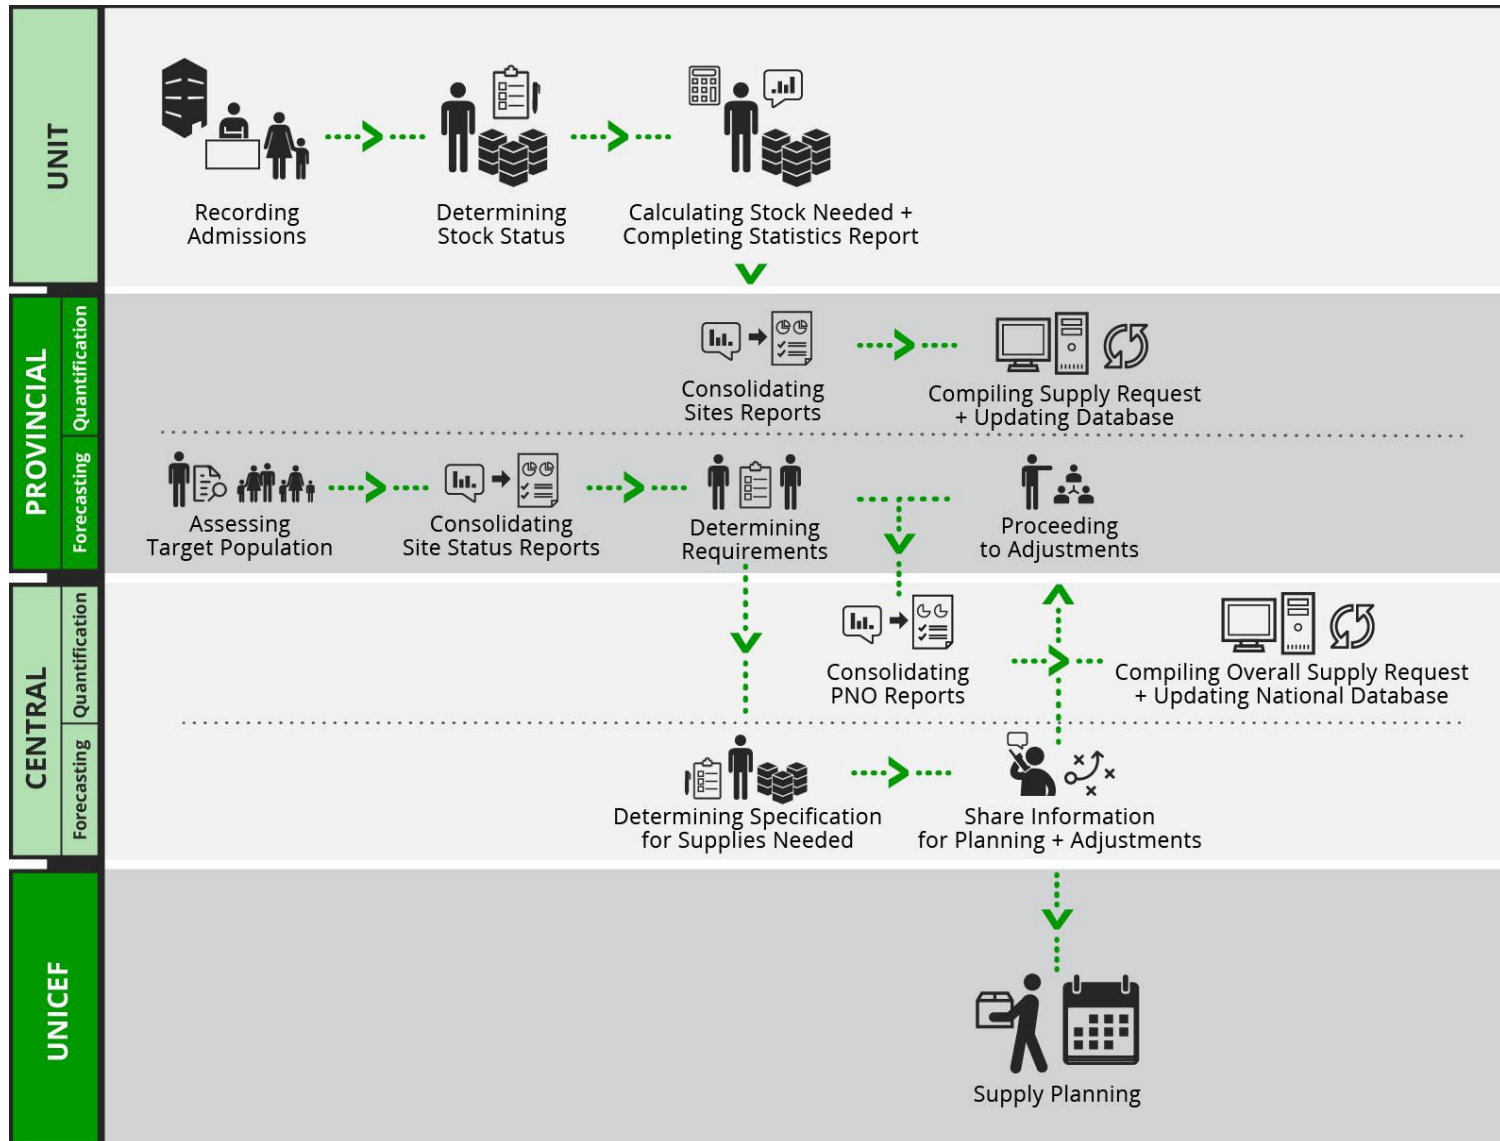 UNIT
Recording
Admissions
Determining
Stock Status
Calculating Stock Needed +
Completing Statistics Report
PROVINCIAL
Quantification
Consolidating
Sites Reports
Compiling Supply Request
+ Updating Database
Forecasting
Assessing
Target Population
Consolidating
Site Status Reports
Determining
Requirements
Proceeding
to Adjustments
CENTRAL
Quantification
Consolidating
PNO Reports
Compiling Overall Supply Request
+ Updating National Database
Forecasting
Determining Specification
for Supplies Needed
Share Information
for Planning + Adjustments
UNICEF
Supply Planning